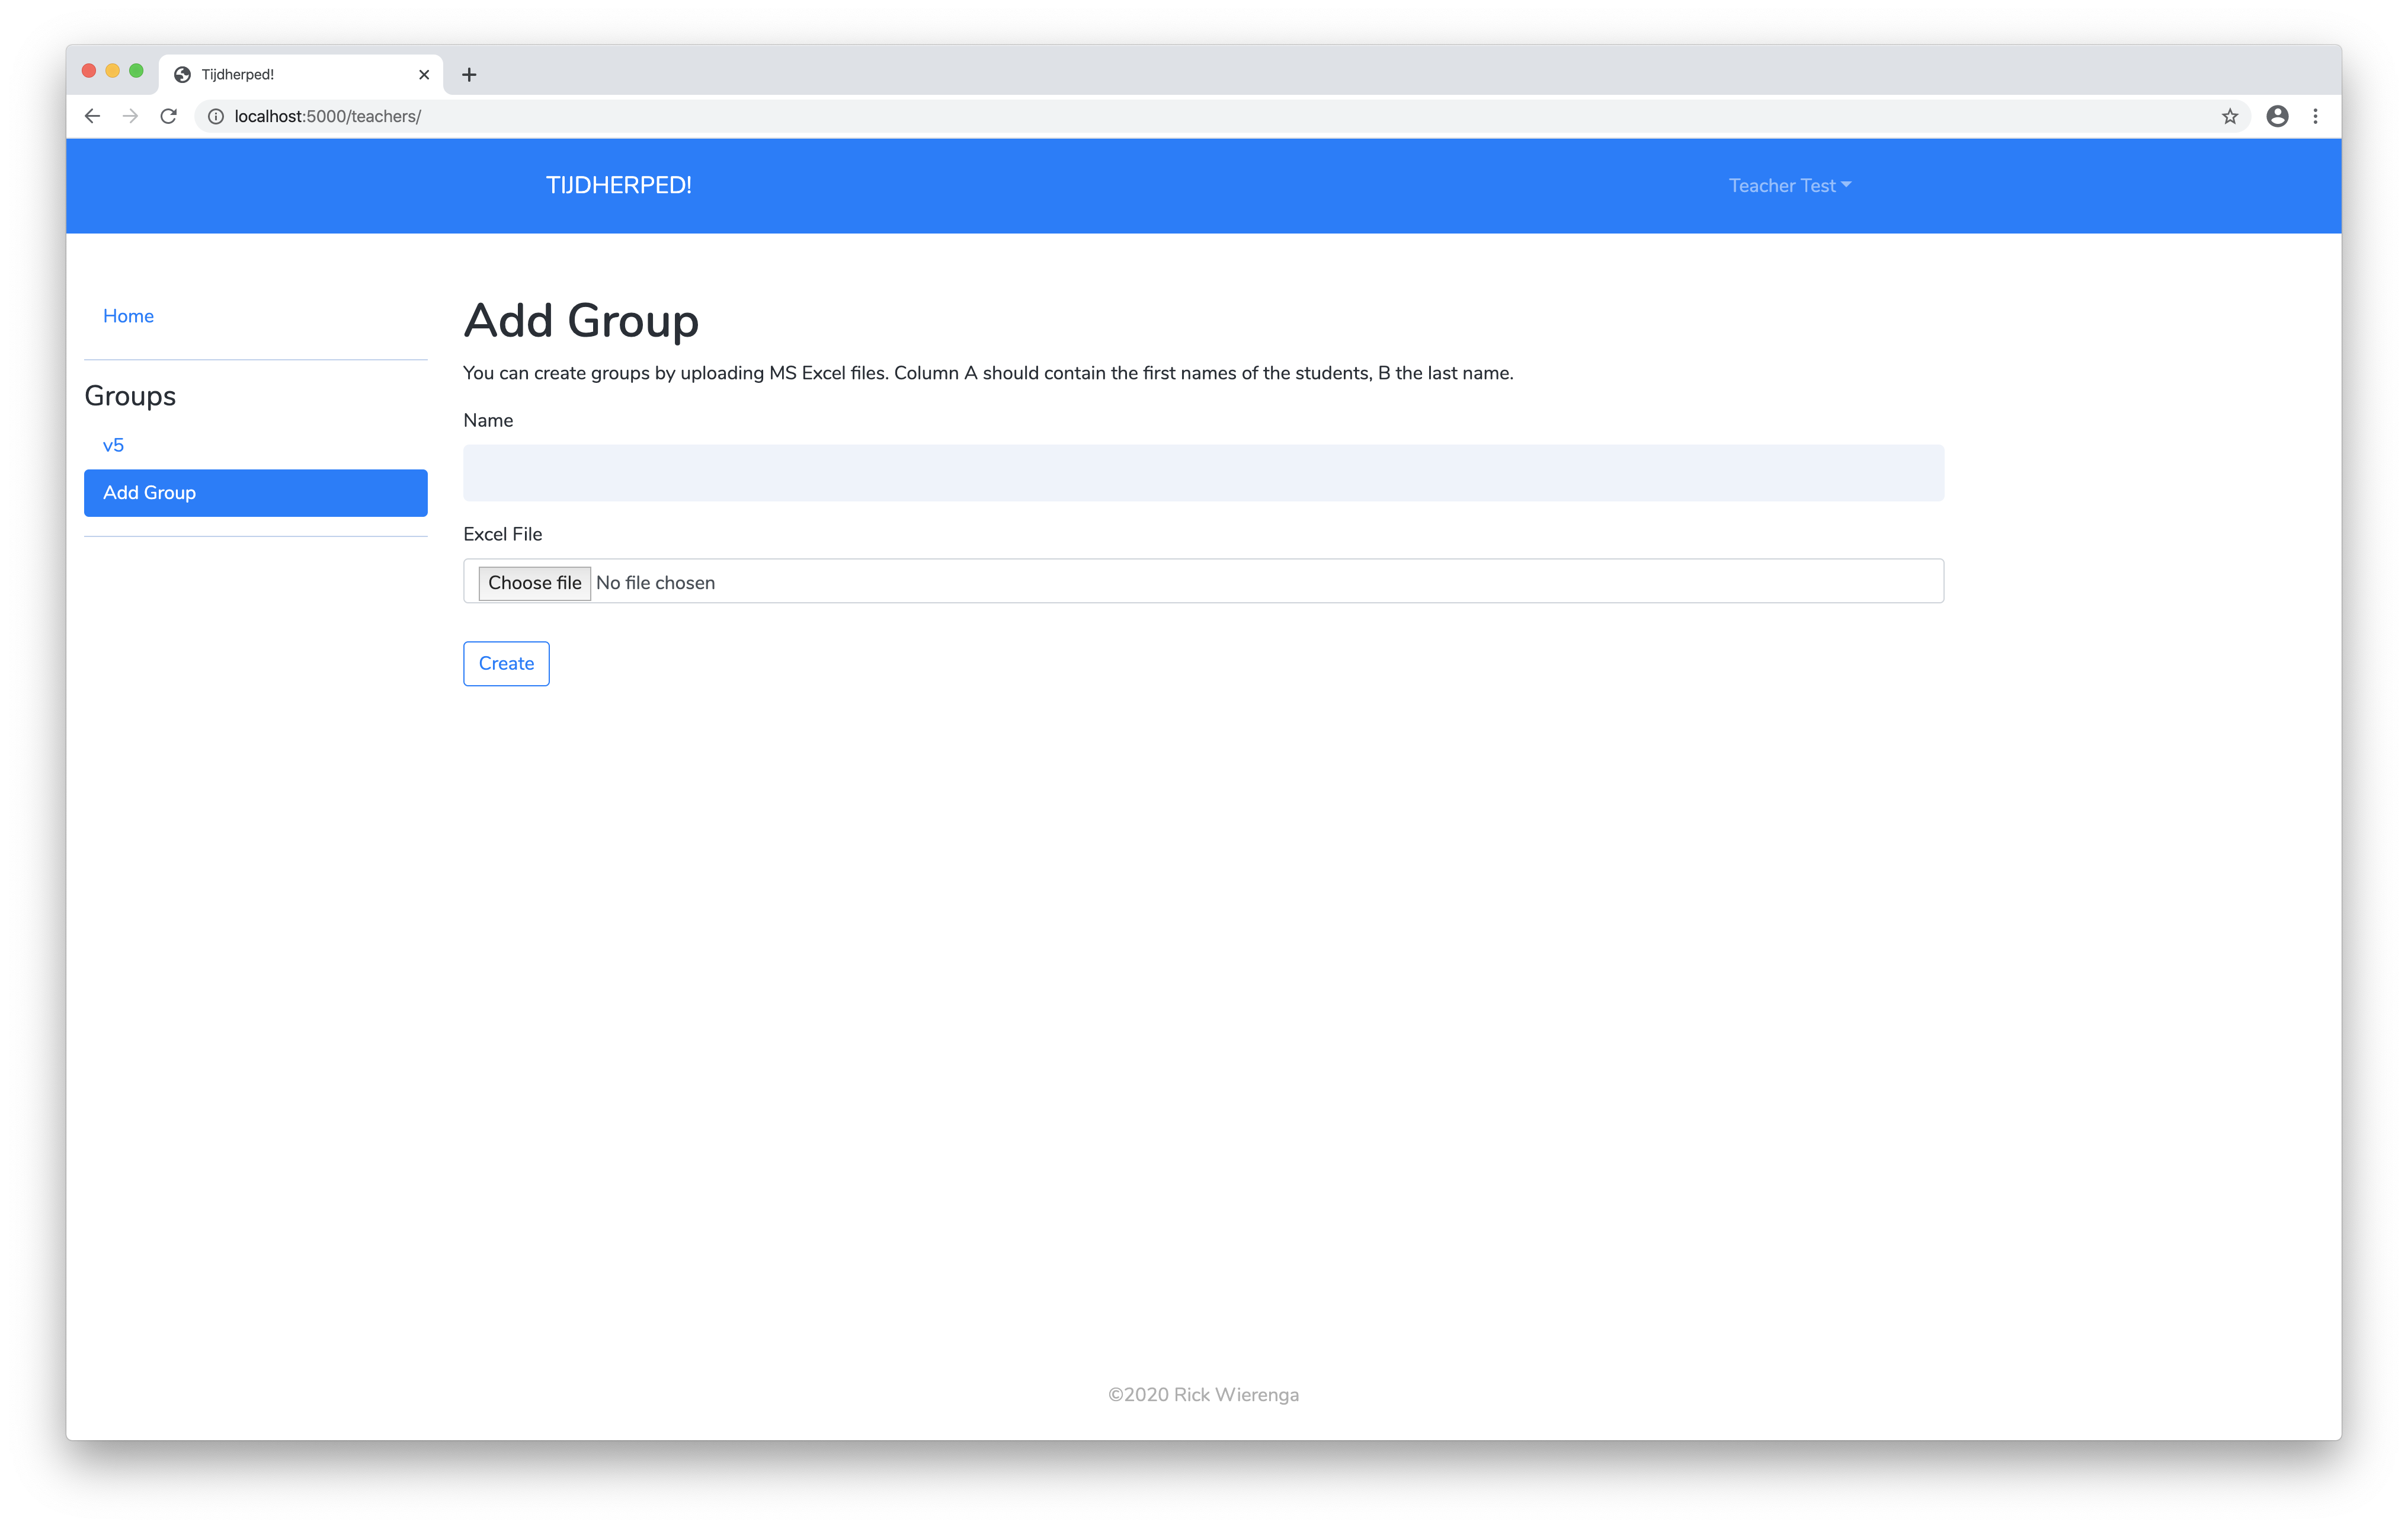 Tijdherped!
localhost:5000/teachers/
TIJDHERPED!
Teacher Test
Home
Groups
v5
Add Group
Add Group
You can create groups by uploading MS Excel files. Column A should contain the first names of the students, B the last name.
Name
Excel File
Choose file No file chosen
Create
©2020 Rick Wierenga